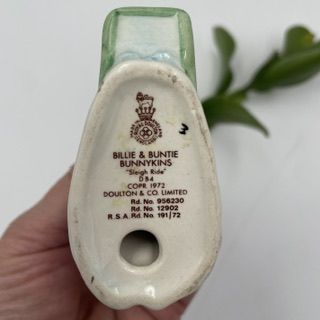 BILLIE & BUNTIE
BUNNYKINS
"Sleigh Ride"
DB4
COPR. 1972
DOULTON & CO. LIMITED
Rd. No. 956230
Rd. No. 12902
R.S.A. Rd. No. 191/72